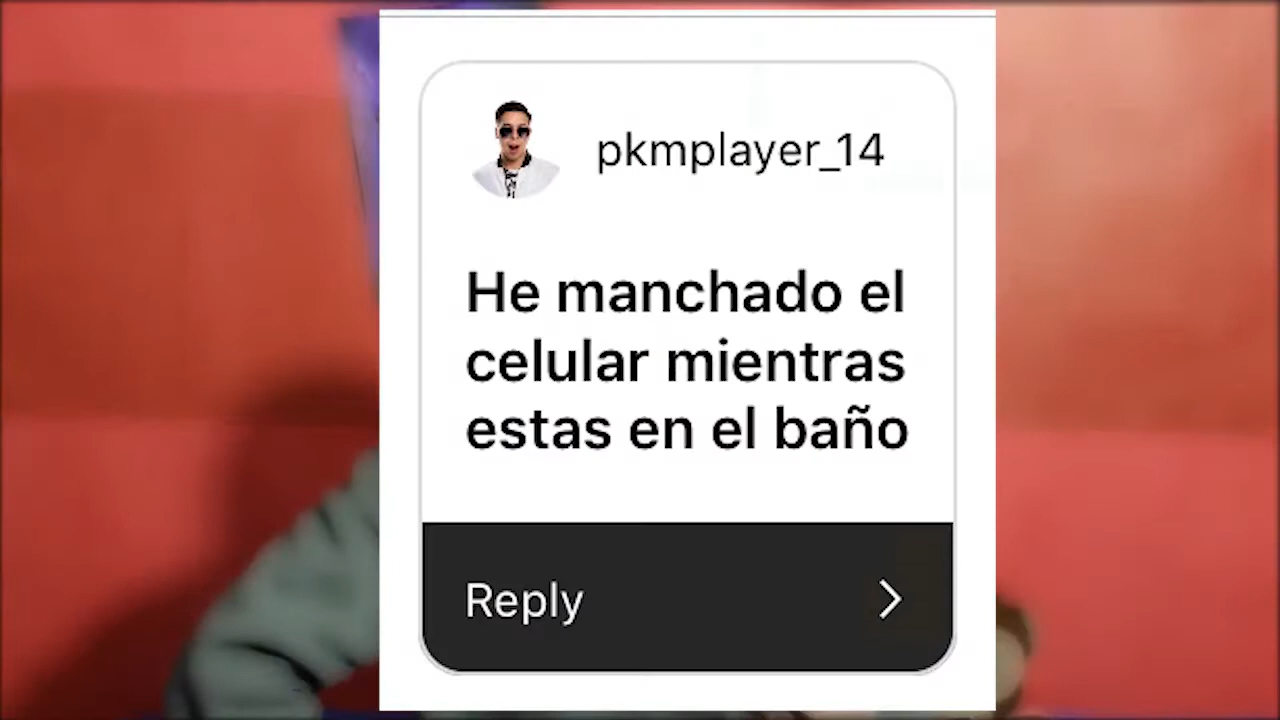 pkmplayer_14
He manchado el
celular mientras
estas en el baño
Reply